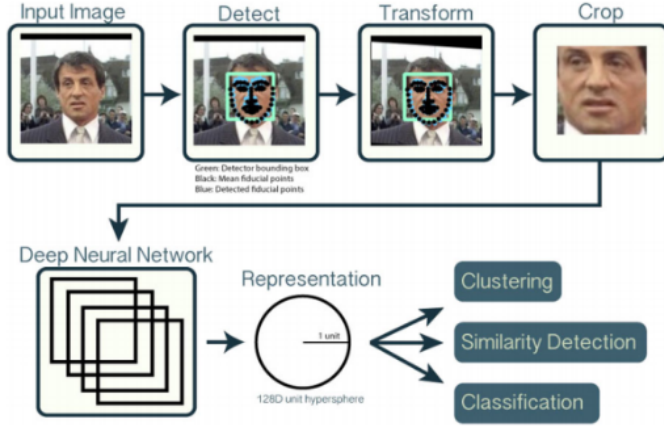 Input Image
Detect
Transform
Crop
Green: Detector bounding box
Black: Mean fiducial points
Blue: Detected fiducial points
Deep Neural Network
Representation
1 unit
128D unit hypersphere
Clustering
Similarity Detection
Classification